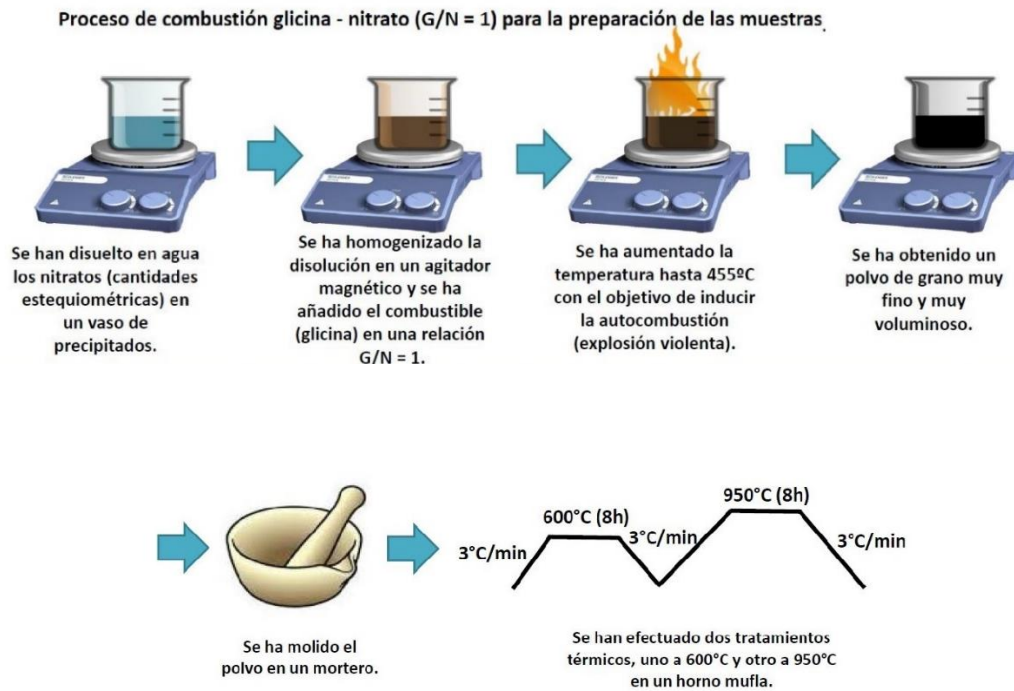 Proceso de combustión glicina - nitrato (G/N = 1) para la preparación de las muestras.
Se han disuelto en agua
los nitratos (cantidades
estequiométricas) en
un vaso de
precipitados.
Se ha homogenizado la
disolución en un agitador
magnético y se ha
añadido el combustible
(glicina) en una relación
G/N = 1.
Se ha aumentado la
temperatura hasta 455ºC
con el objetivo de inducir
la autocombustión
(explosión violenta).
Se ha obtenido un
polvo de grano muy
fino y muy
voluminoso.
Se ha molido el
polvo en un mortero.
3°C/min
600°C (8h)
3°C/min
950°C (8h)
3°C/min
Se han efectuado dos tratamientos
térmicos, uno a 600°C y otro a 950°C
en un horno mufla.